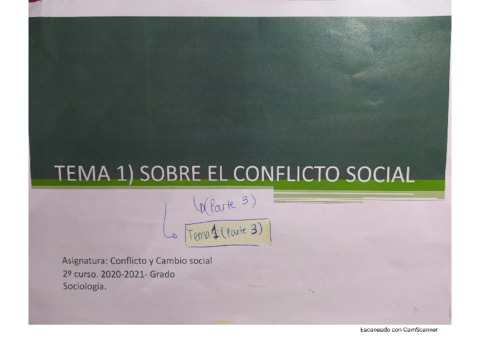 TEMA 1) SOBRE EL CONFLICTO SOCIAL
(Parte 3)
Tema 1 (Parte 3)
Asignatura: Conflicto y Cambio social
2º curso. 2020-2021- Grado
Sociología.
Escaneado con CamScanner